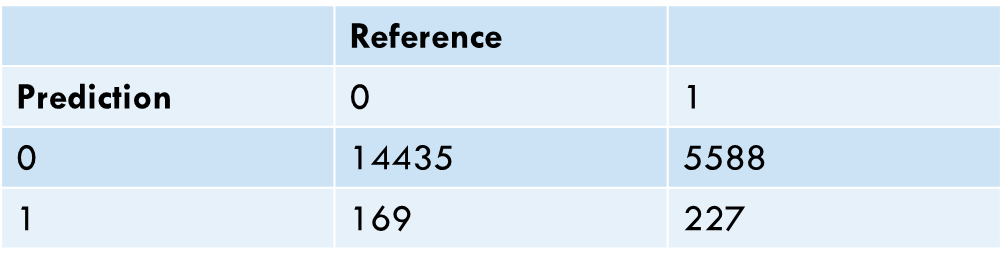 Reference
Prediction 0 1
0 14435 5588
1 169 227